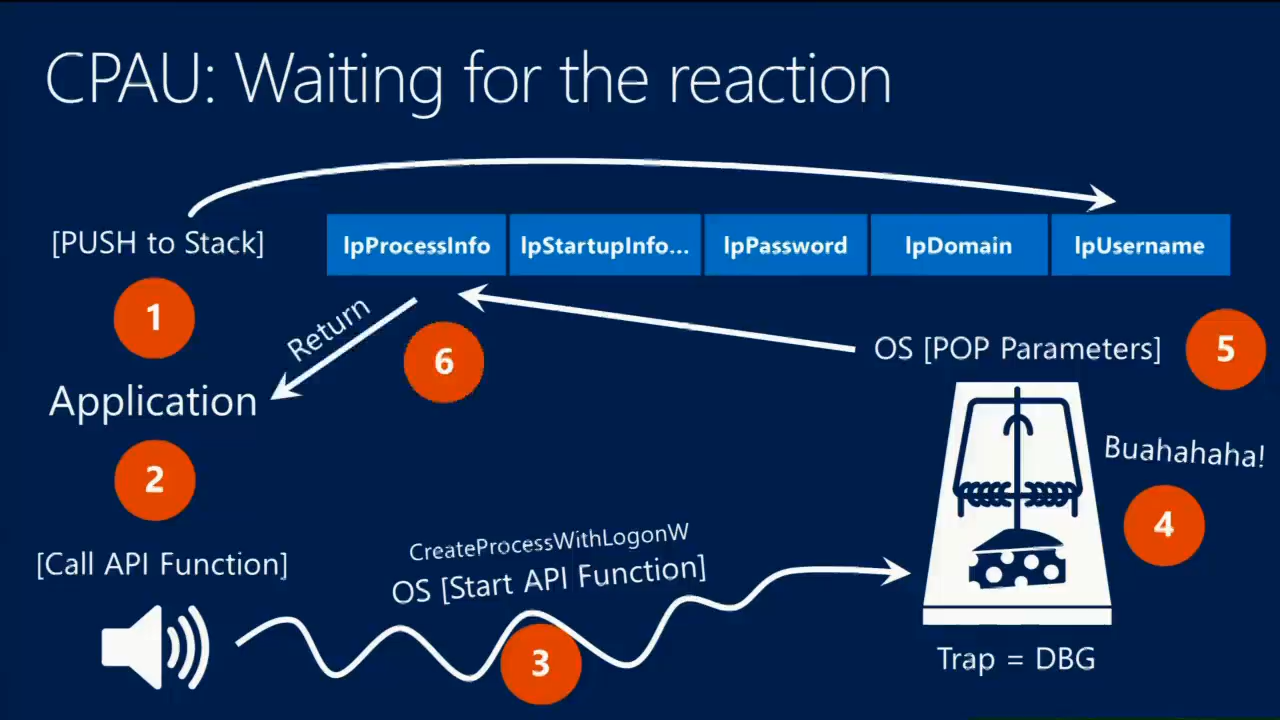 CPAU: Waiting for the reaction
[PUSH to Stack]
lpProcessInfo
lpStartupInfo...
lpPassword
lpDomain
lpUsername
1
Return
6
OS [POP Parameters]
5
Application
2
Buahahaha!
4
[Call API Function]
CreateProcessWithLogonW
OS [Start API Function]
3
Trap = DBG